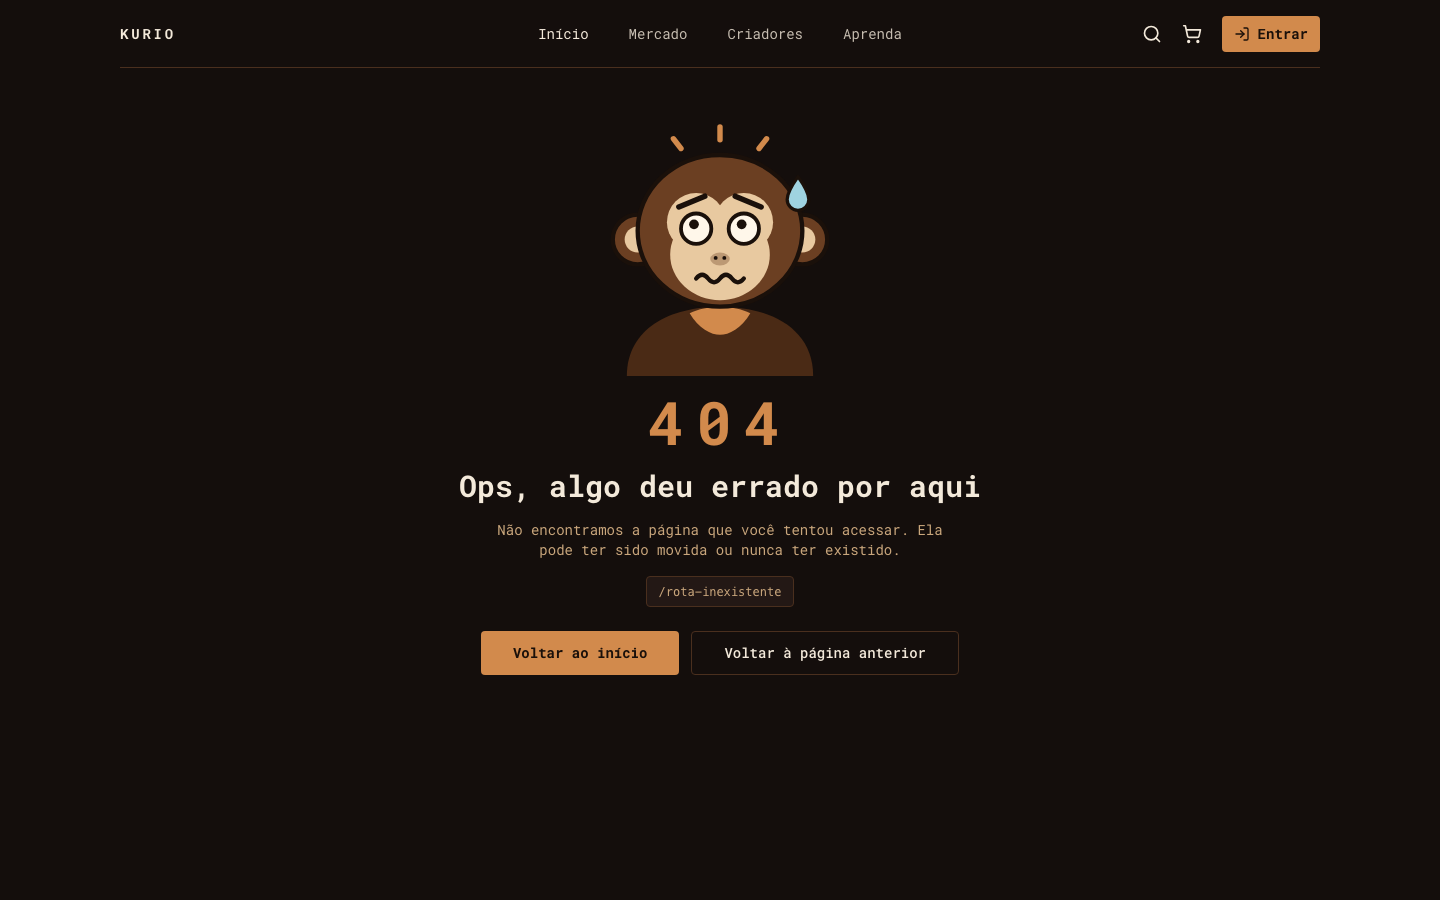 KURIO
Início
Mercado
Criadores
Aprenda
Entrar
404
Ops, algo deu errado por aqui
Não encontramos a página que você tentou acessar. Ela
pode ter sido movida ou nunca ter existido.
/rota-inexistente
Voltar ao início
Voltar à página anterior